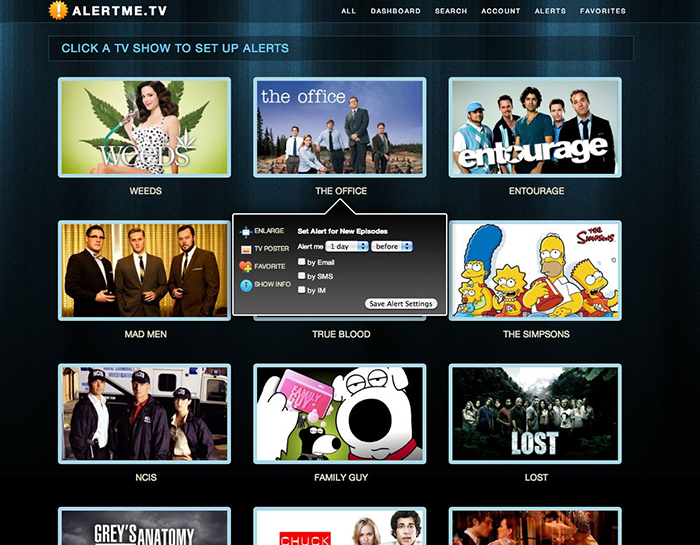 ALERTME.TV
ALL DASHBOARD SEARCH ACCOUNT ALERTS FAVORITES
CLICK A TV SHOW TO SET UP ALERTS
WEEDS
the office
entourage
WEEDS
THE OFFICE
ENTOURAGE
ENLARGE
TV POSTER
FAVORITE
SHOW INFO
Set Alert for New Episodes
Alert me 1 day before
by Email
by SMS
by IM
Save Alert Settings
THE SIMPSONS
MAD MEN
TRUE BLOOD
THE SIMPSONS
NCIS
FAMILY GUY
LOST
NCIS
FAMILY GUY
LOST
GREY'S ANATOMY
CHUCK